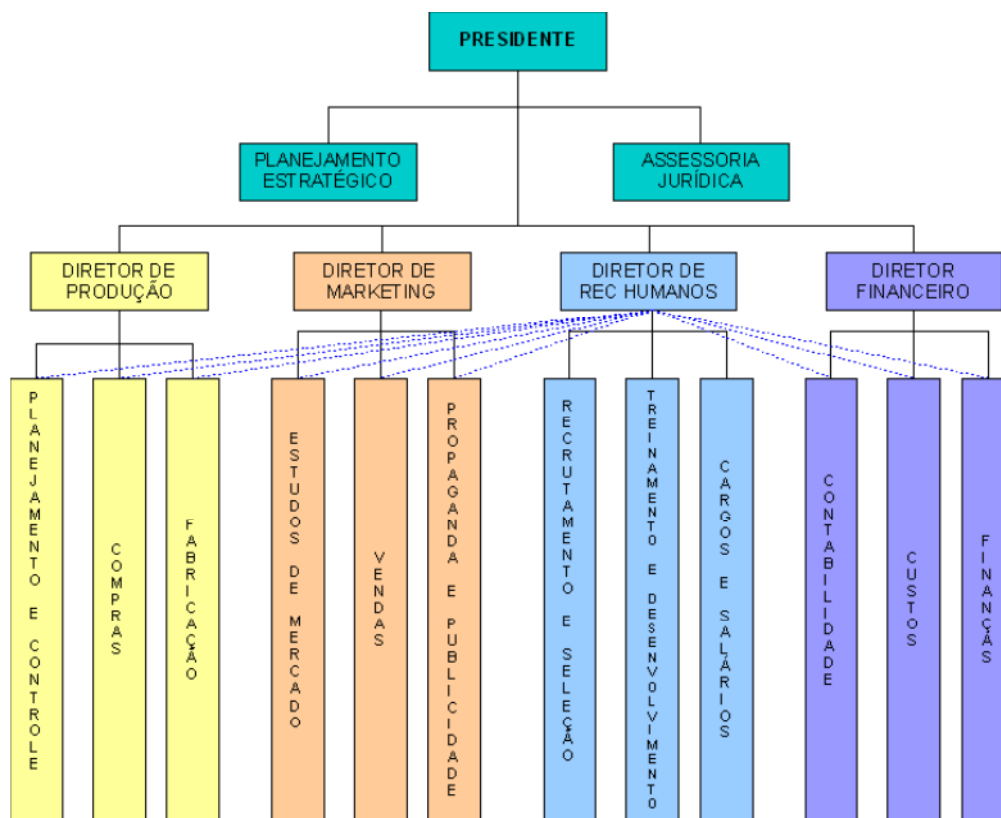 PRESIDENTE
PLANEJAMENTO
ESTRATÉGICO
ASSESSORIA
JURÍDICA
DIRETOR DE
PRODUÇÃO
DIRETOR DE
MARKETING
DIRETOR DE
REC HUMANOS
DIRETOR
FINANCEIRO
PLANEJAMENTO E CONTROLE
COMPRAS
FABRICAÇÃO
ESTUDOS DE MERCADO
VENDAS
PROPAGANDA E PUBLICIDADE
RECRUTAMENTO E SELEÇÃO
TREINAMENTO E DESENVOLVIMENTO
CARGOS E SALÁRIOS
CONTABILIDADE
CUSTOS
FINANÇAS